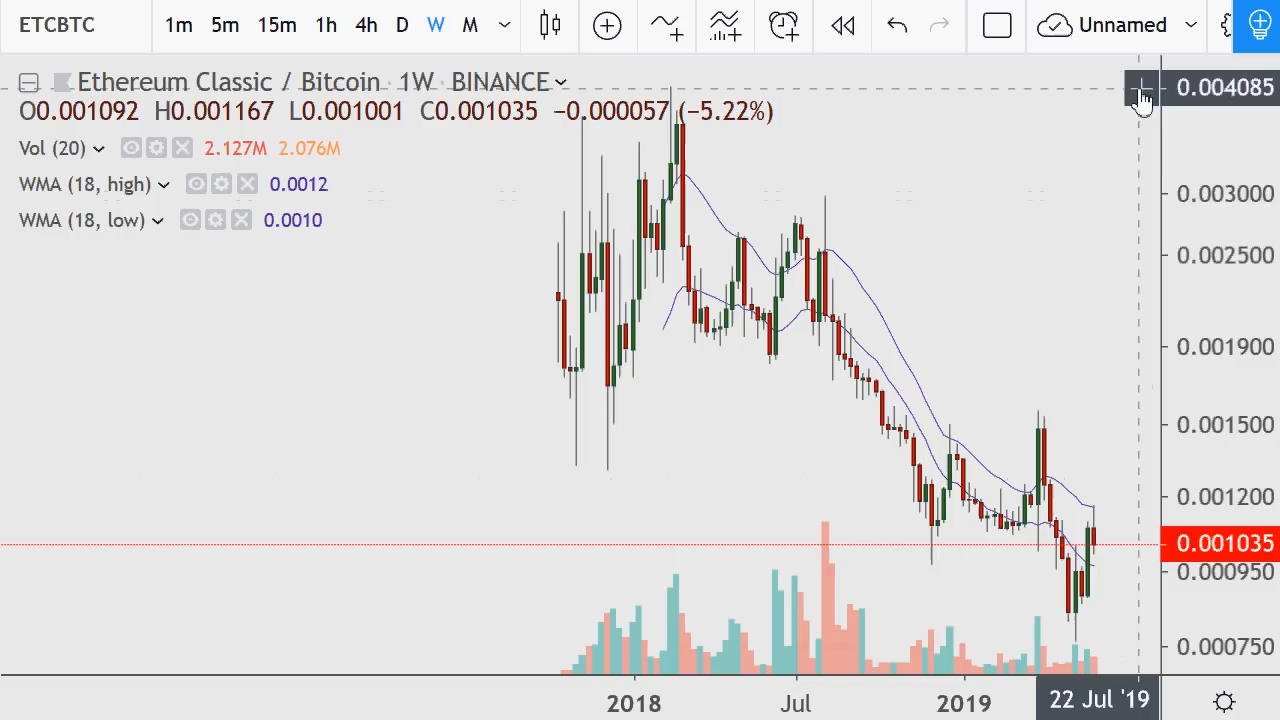 ETCBTC 1m 5m 15m 1h 4h D W M Unnamed
Ethereum Classic / Bitcoin · 1W · BINANCE
O0.001092 H0.001167 L0.001001 C0.001035 −0.000057 (−5.22%)
Vol (20) 2.127M 2.076M
WMA (18, high) 0.0012
WMA (18, low) 0.0010
0.004085
0.003000
0.002500
0.001900
0.001500
0.001200
0.001035
0.000950
0.000750
2018 Jul 2019 22 Jul '19